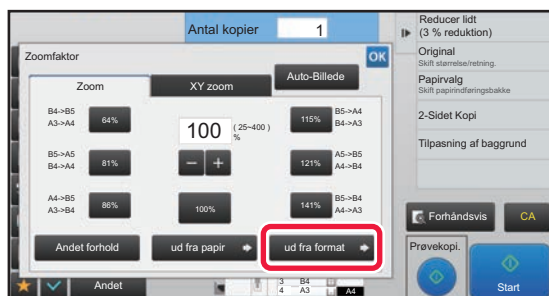 Antal kopier 1
Zoomfaktor
OK
Zoom
XY zoom
Auto-Billede
B4->B5
A3->A4
64%
B5->A5
B4->A4
81%
A4->B5
A3->B4
86%
100
(25~400)
%
100%
115%
B5->A4
B4->A3
121%
A5->B5
B4->A4
141%
B5->B4
A4->A3
Andet forhold
ud fra papir
ud fra format
Andet
3 B4
4 A3
A4
Reducer lidt
(3 % reduktion)
Original
Skift størrelse/retning.
Papirvalg
Skift papirindføringsbakke
2-Sidet Kopi
Tilpasning af baggrund
Forhåndsvis
CA
Prøvekopi.
Start